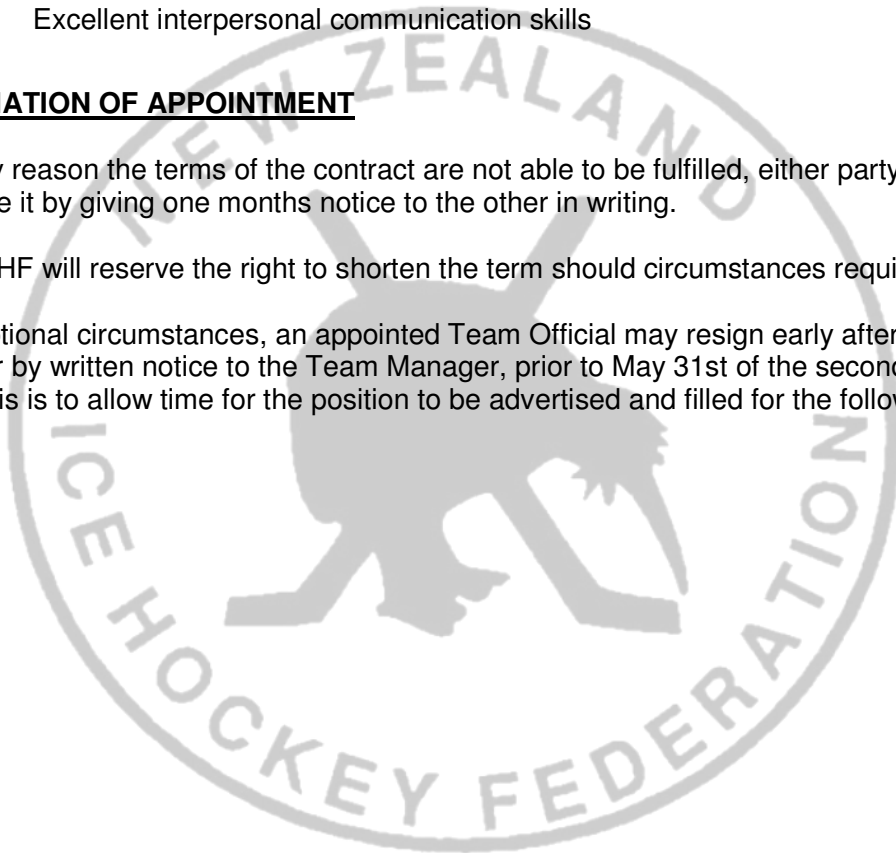 Excellent interpersonal communication skills
NATION OF APPOINTMENT
y reason the terms of the contract are not able to be fulfilled, either party
e it by giving one months notice to the other in writing.
HF will reserve the right to shorten the term should circumstances requi
tional circumstances, an appointed Team Official may resign early after
r by written notice to the Team Manager, prior to May 31st of the second
is is to allow time for the position to be advertised and filled for the follow
NEW ZEALAND
ICE HOCKEY FEDERATION